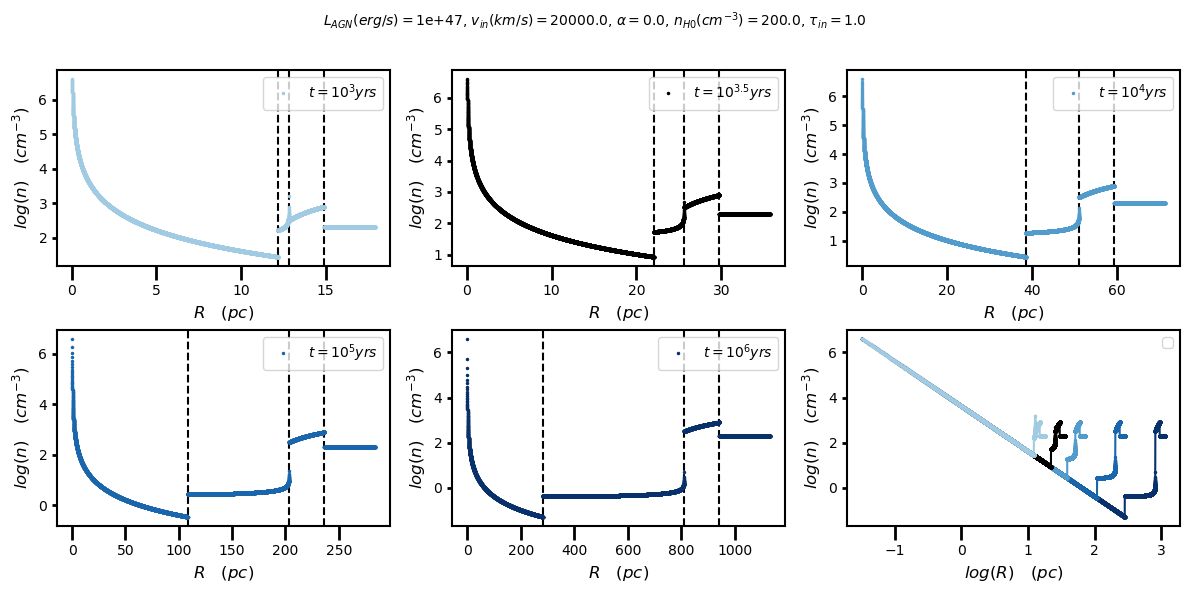 L_AGN(erg/s) = 1e+47, v_in(km/s) = 20000.0, α = 0.0, n_H0(cm^−3) = 200.0, τ_in = 1.0
t = 10^3 yrs
log(n) (cm^−3)
6
5
4
3
2
0 5 10 15
R (pc)
t = 10^3.5 yrs
log(n) (cm^−3)
6
5
4
3
2
1
0 10 20 30
R (pc)
t = 10^4 yrs
log(n) (cm^−3)
6
5
4
3
2
1
0 20 40 60
R (pc)
t = 10^5 yrs
log(n) (cm^−3)
6
4
2
0
0 50 100 150 200 250
R (pc)
t = 10^6 yrs
log(n) (cm^−3)
6
4
2
0
0 200 400 600 800 1000
R (pc)
log(n) (cm^−3)
6
4
2
0
−1 0 1 2 3
log(R) (pc)